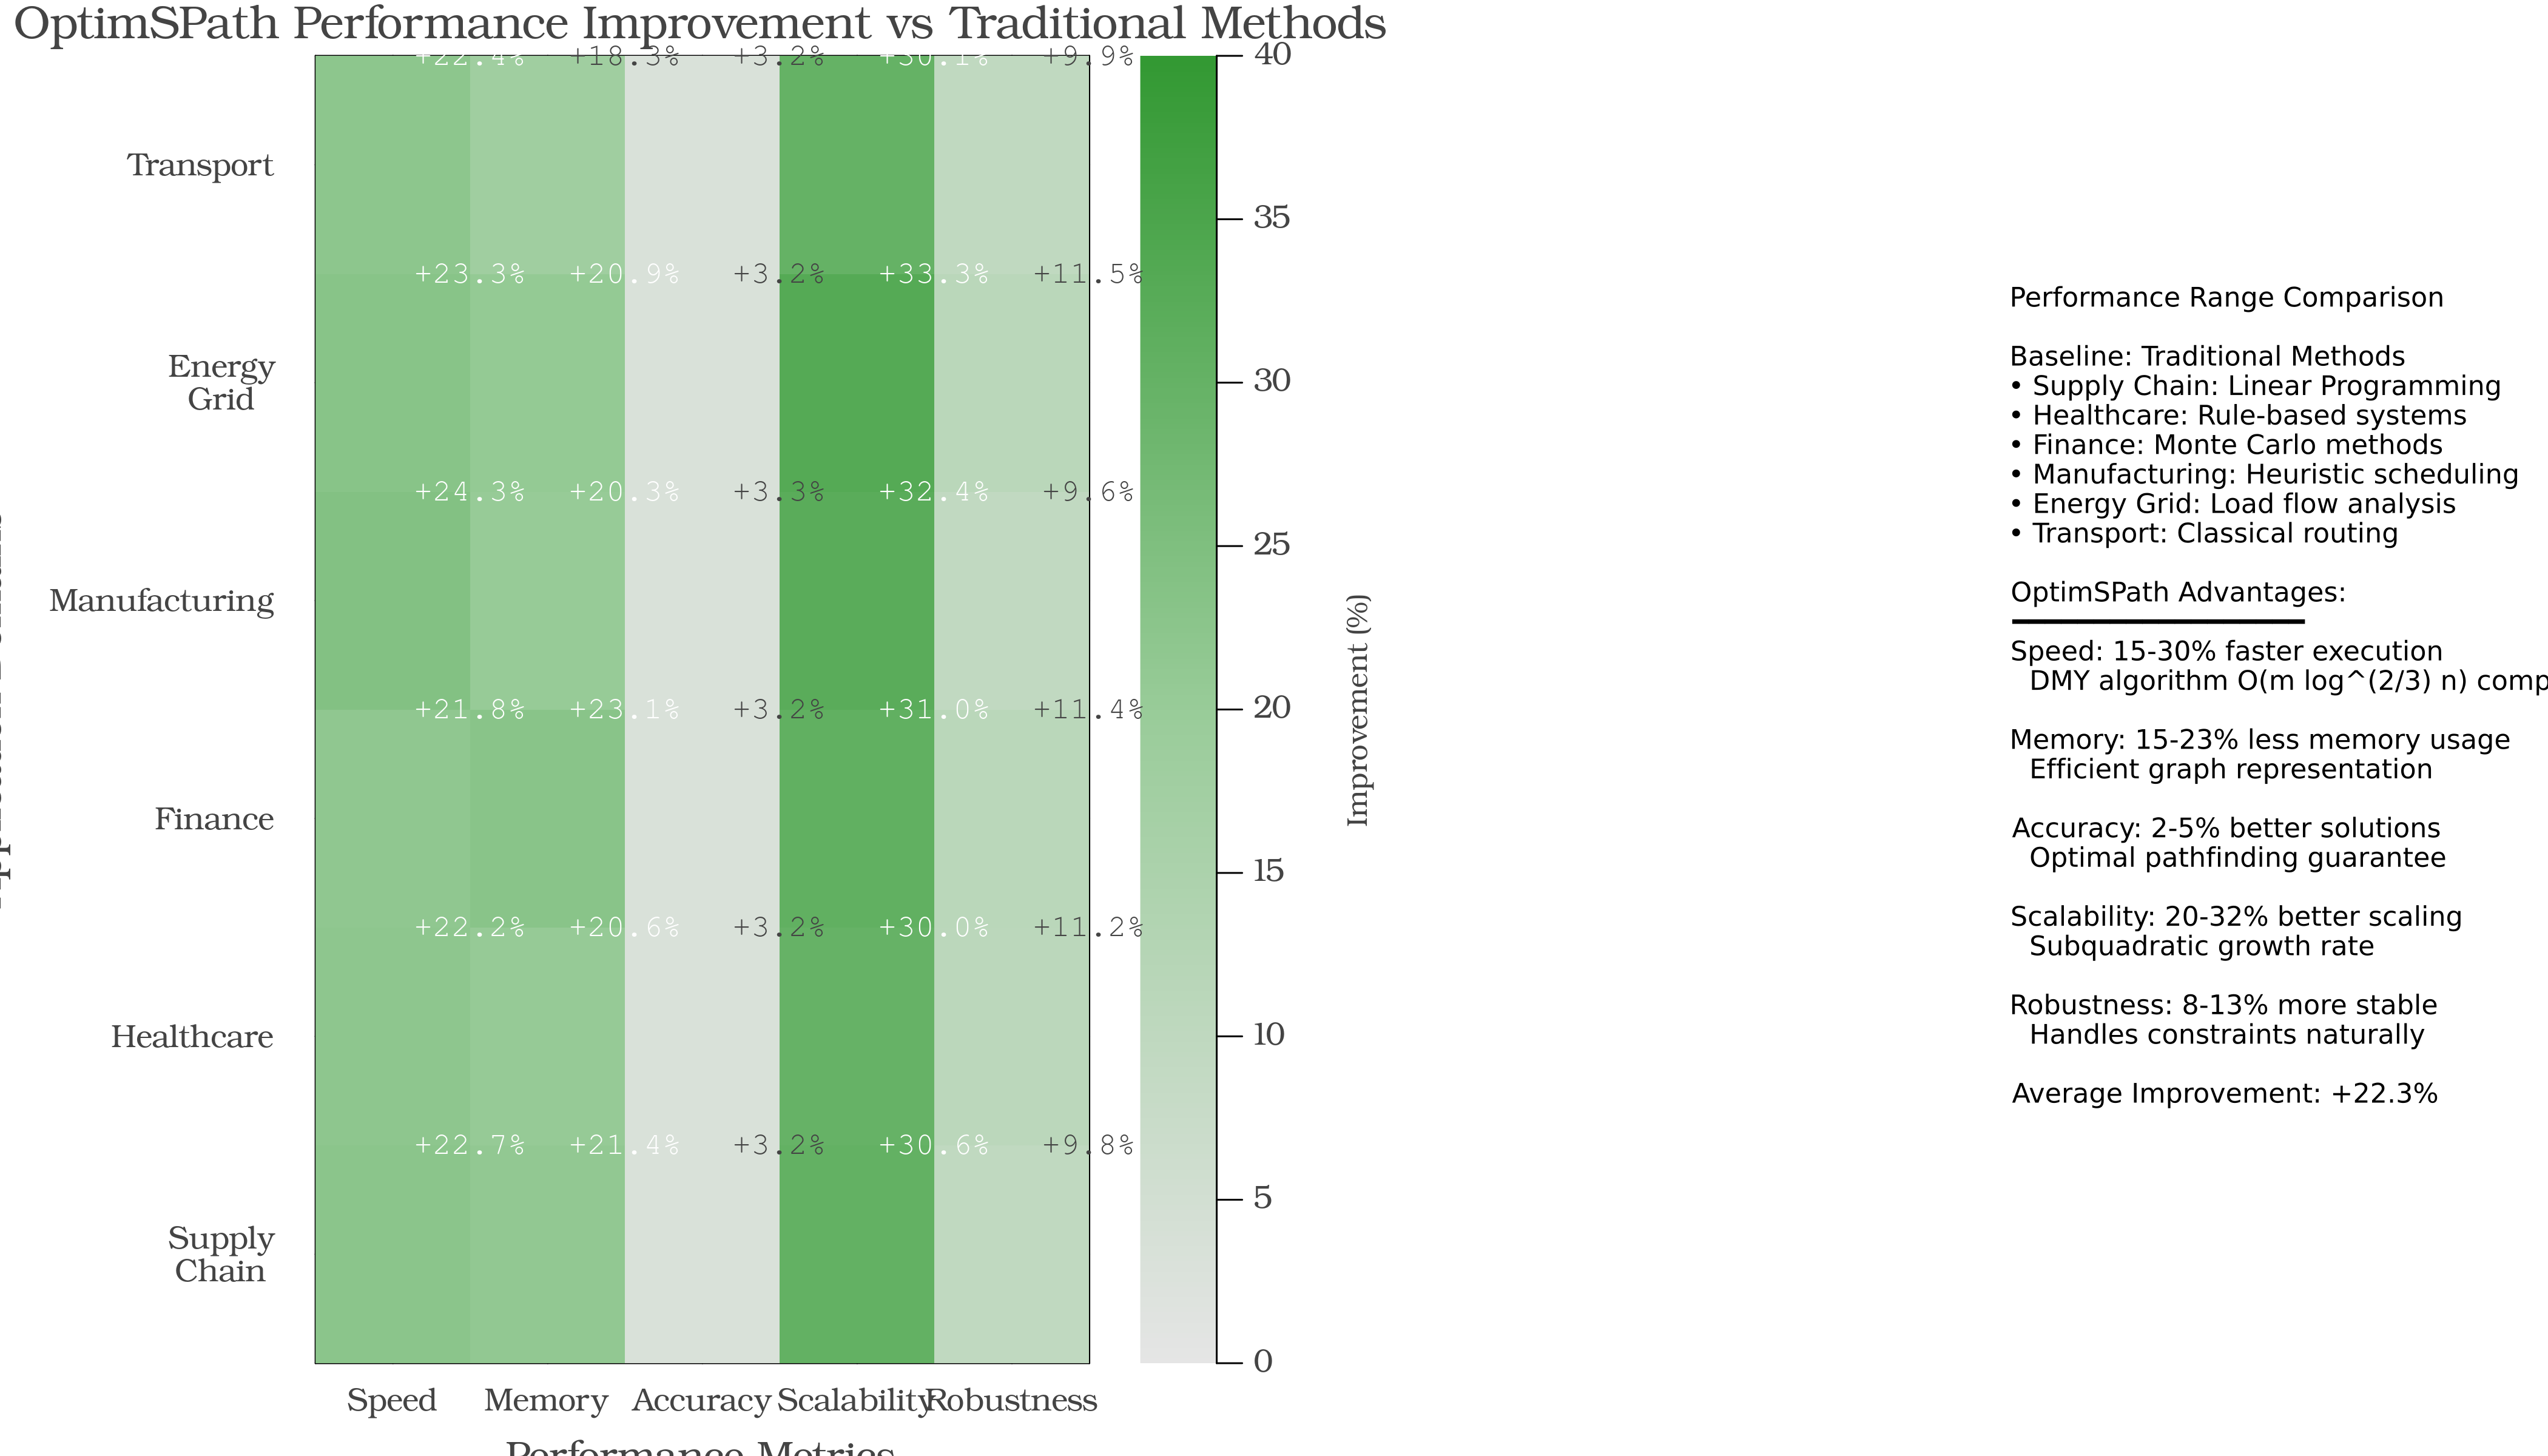 OptimSPath Performance Improvement vs Traditional Methods
+22.4% +18.3% +3.2% +30.1% +9.9%
Transport
+23.3% +20.9% +3.2% +33.3% +11.5%
Energy
Grid
+24.3% +20.3% +3.3% +32.4% +9.6%
Manufacturing
+21.8% +23.1% +3.2% +31.0% +11.4%
Finance
+22.2% +20.6% +3.2% +30.0% +11.2%
Healthcare
+22.7% +21.4% +3.2% +30.6% +9.8%
Supply
Chain
Speed Memory Accuracy Scalability Robustness
Performance Metrics
40
35
30
25
20
15
10
5
0
Improvement (%)
Performance Range Comparison
Baseline: Traditional Methods
• Supply Chain: Linear Programming
• Healthcare: Rule-based systems
• Finance: Monte Carlo methods
• Manufacturing: Heuristic scheduling
• Energy Grid: Load flow analysis
• Transport: Classical routing
OptimSPath Advantages:
Speed: 15-30% faster execution
DMY algorithm O(m log^(2/3) n) comp
Memory: 15-23% less memory usage
Efficient graph representation
Accuracy: 2-5% better solutions
Optimal pathfinding guarantee
Scalability: 20-32% better scaling
Subquadratic growth rate
Robustness: 8-13% more stable
Handles constraints naturally
Average Improvement: +22.3%